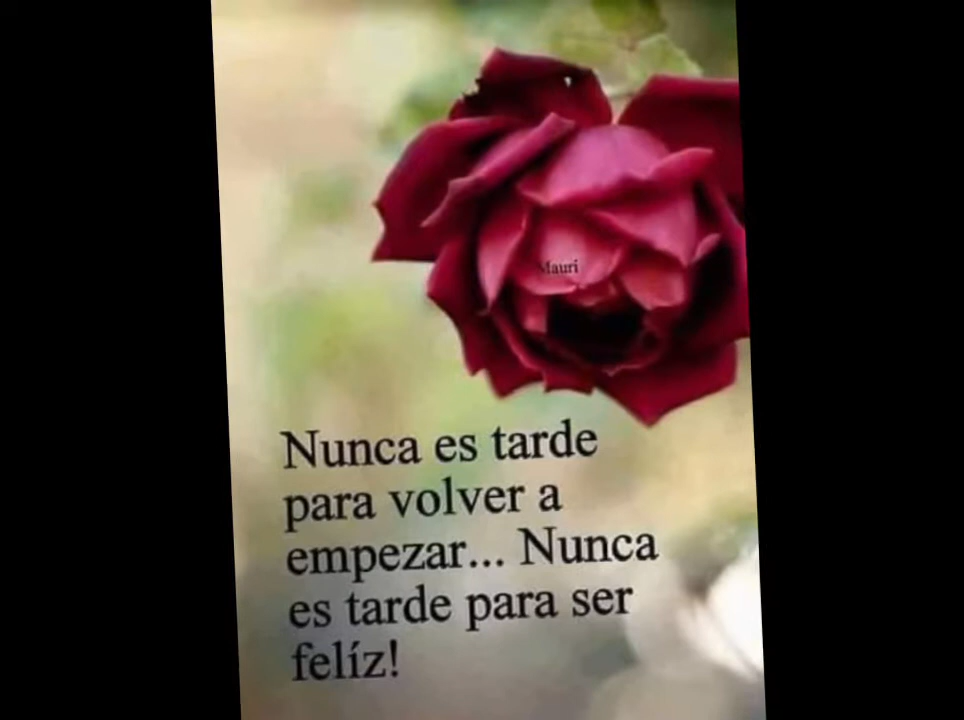 Mauri
Nunca es tarde
para volver a
empezar... Nunca
es tarde para ser
felíz!